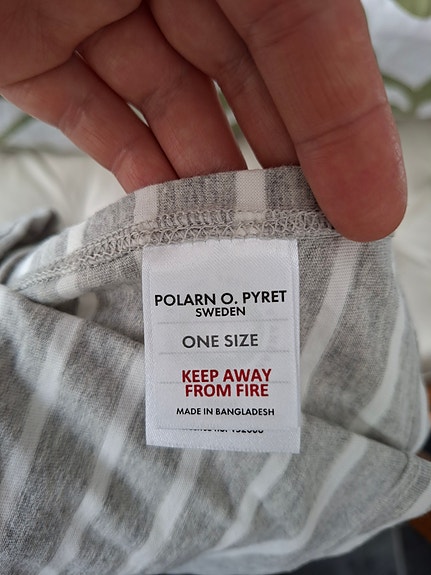 POLARN O. PYRET
SWEDEN
ONE SIZE
KEEP AWAY
FROM FIRE
MADE IN BANGLADESH